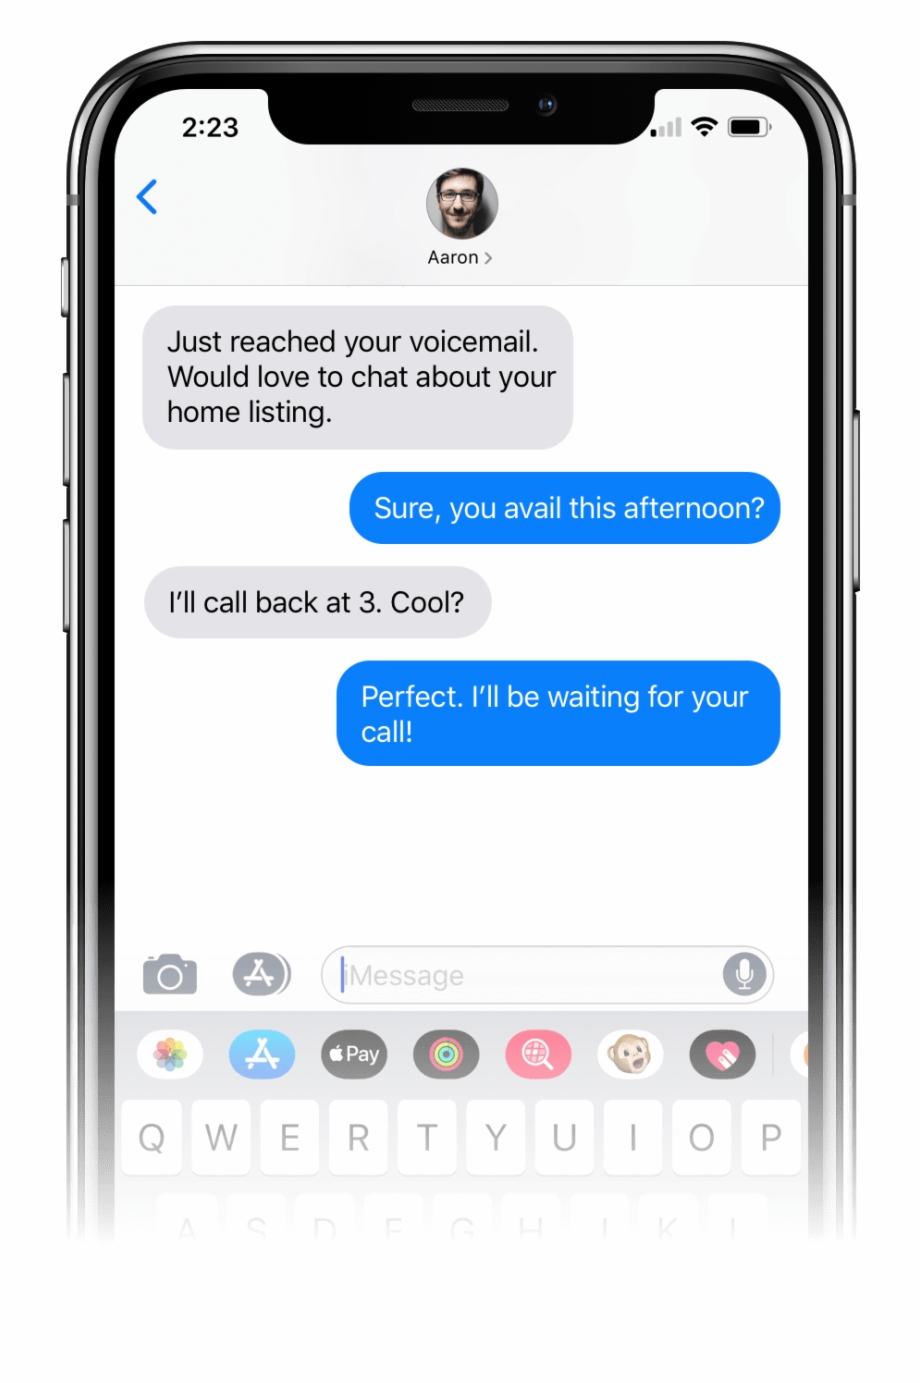 2:23
Aaron
Just reached your voicemail.
Would love to chat about your
home listing.
Sure, you avail this afternoon?
I'll call back at 3. Cool?
Perfect. I'll be waiting for your
call!
iMessage
Pay
Q W E R T Y U I O P
A S D F G H J K L